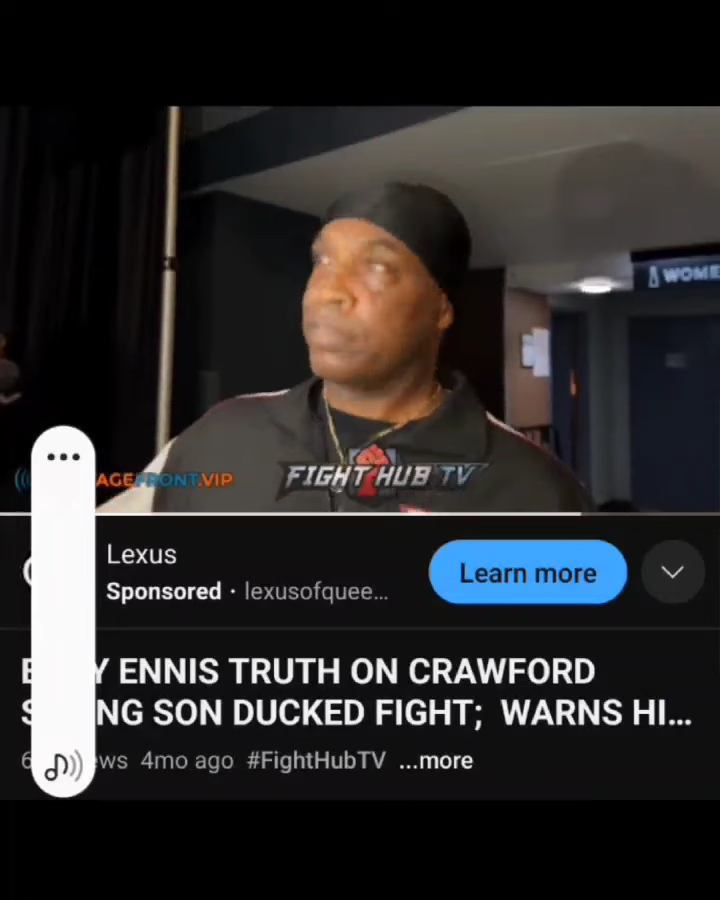 WOME
AGEFRONT.VIP
FIGHT HUB TV
Lexus
Sponsored · lexusofquee...
Learn more
Y ENNIS TRUTH ON CRAWFORD
NG SON DUCKED FIGHT; WARNS HI...
ews 4mo ago #FightHubTV ...more